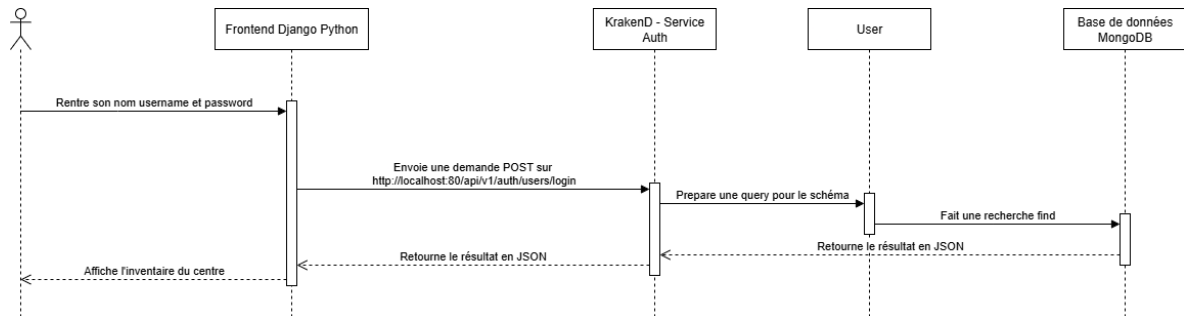 Frontend Django Python
KrakenD - Service
Auth
User
Base de données
MongoDB
Rentre son nom username et password
Envoie une demande POST sur
http://localhost:80/api/v1/auth/users/login
Prepare une query pour le schéma
Fait une recherche find
Retourne le résultat en JSON
Retourne le résultat en JSON
Affiche l'inventaire du centre